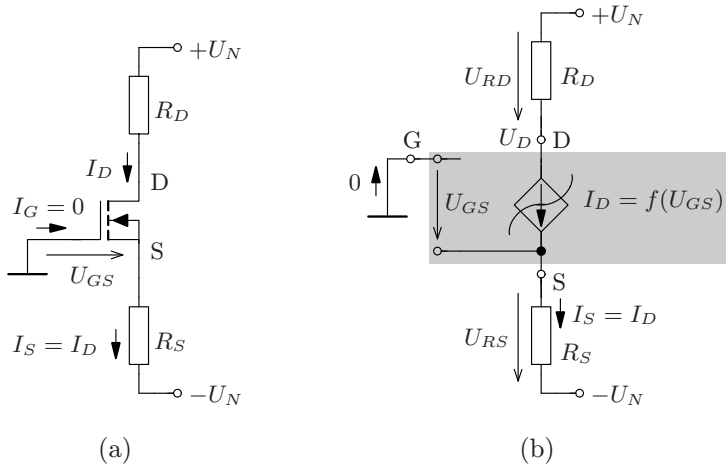 +U_N
R_D
I_D
D
I_G = 0
S
U_GS
I_S = I_D
R_S
−U_N
(a)
+U_N
U_RD
R_D
U_D
D
G
0
U_GS
I_D = f(U_GS)
S
I_S = I_D
U_RS
R_S
−U_N
(b)